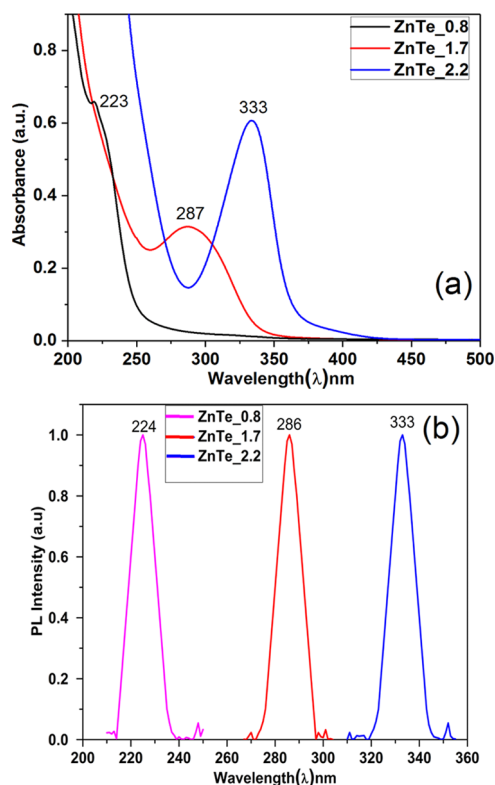 ZnTe_0.8
ZnTe_1.7
ZnTe_2.2
223
287
333
(a)
Absorbance (a.u.)
0.8
0.6
0.4
0.2
0.0
200 250 300 350 400 450 500
Wavelength(λ)nm
ZnTe_0.8
ZnTe_1.7
ZnTe_2.2
224
286
333
(b)
PL Intensity (a.u)
1.0
0.8
0.6
0.4
0.2
0.0
200 220 240 260 280 300 320 340 360
Wavelength(λ)nm